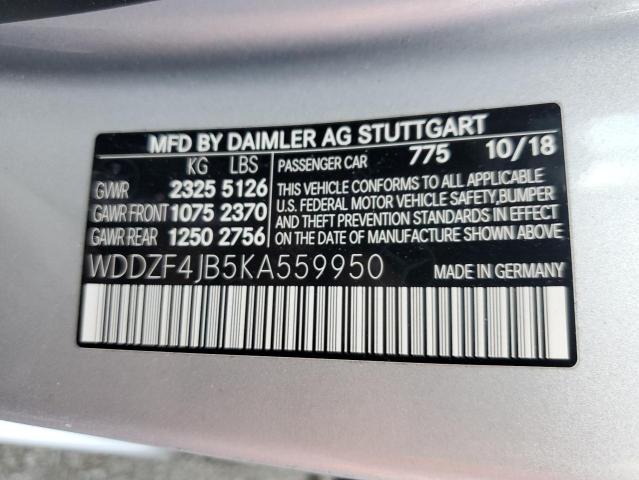 MFD BY DAIMLER AG STUTTGART
KG LBS
GVWR 2325 5126
GAWR FRONT 1075 2370
GAWR REAR 1250 2756
PASSENGER CAR 775 10/18
THIS VEHICLE CONFORMS TO ALL APPLICABLE
U.S. FEDERAL MOTOR VEHICLE SAFETY, BUMPER
AND THEFT PREVENTION STANDARDS IN EFFECT
ON THE DATE OF MANUFACTURE SHOWN ABOVE.
WDDZF4JB5KA559950 MADE IN GERMANY